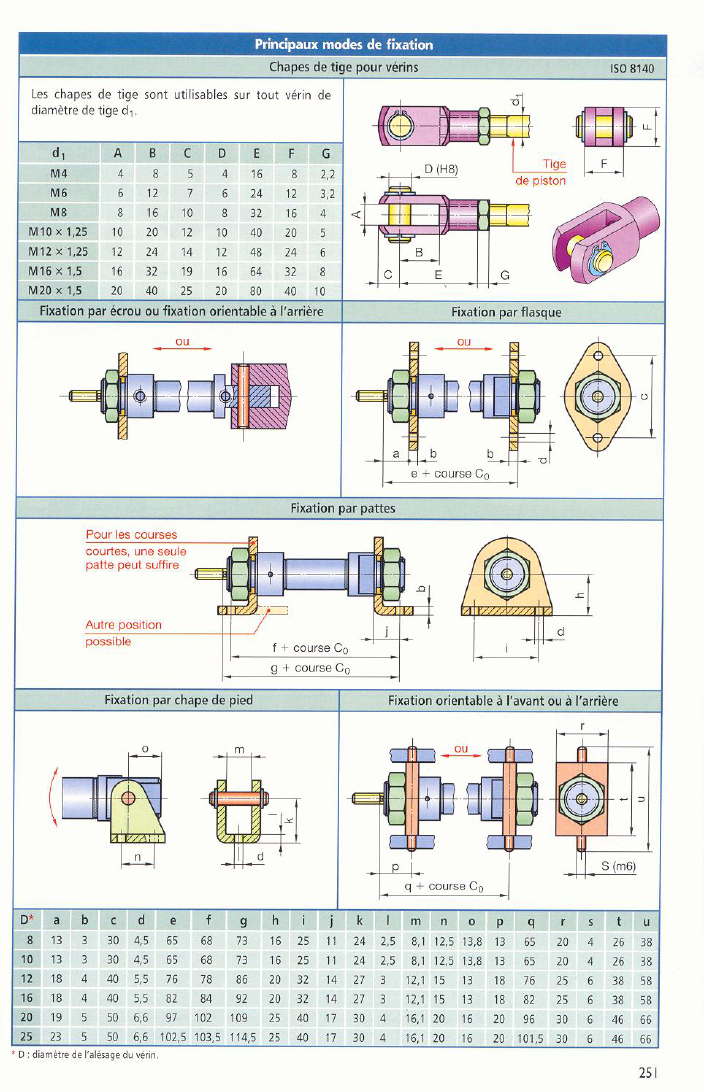 Principaux modes de fixation
Chapes de tige pour vérins ISO 8140
Les chapes de tige sont utilisables sur tout vérin de
diamètre de tige d1.
d1 A B C D E F G
M4 4 8 5 4 16 8 2,2
M6 6 12 7 6 24 12 3,2
M8 8 16 10 8 32 16 4
M10 × 1,25 10 20 12 10 40 20 5
M12 × 1,25 12 24 14 12 48 24 6
M16 × 1,5 16 32 19 16 64 32 8
M20 × 1,5 20 40 25 20 80 40 10
d1
F
D (H8)
Tige
de piston
F
A
B
C E G
Fixation par écrou ou fixation orientable à l'arrière
ou
Fixation par flasque
ou
c
a b b d
e + course C0
Fixation par pattes
Pour les courses
courtes, une seule
patte peut suffire
Autre position
possible
b
j
h
d
i
f + course C0
g + course C0
Fixation par chape de pied
o m
l k
n d
Fixation orientable à l'avant ou à l'arrière
r
ou
t u
p S (m6)
q + course C0
D* a b c d e f g h i j k l m n o p q r s t u
8 13 3 30 4,5 65 68 73 16 25 11 24 2,5 8,1 12,5 13,8 13 65 20 4 26 38
10 13 3 30 4,5 65 68 73 16 25 11 24 2,5 8,1 12,5 13,8 13 65 20 4 26 38
12 18 4 40 5,5 76 78 86 20 32 14 27 3 12,1 15 13 18 76 25 6 38 58
16 18 4 40 5,5 82 84 92 20 32 14 27 3 12,1 15 13 18 82 25 6 38 58
20 19 5 50 6,6 97 102 109 25 40 17 30 4 16,1 20 16 20 96 30 6 46 66
25 23 5 50 6,6 102,5 103,5 114,5 25 40 17 30 4 16,1 20 16 20 101,5 30 6 46 66
* D : diamètre de l'alésage du vérin.
251